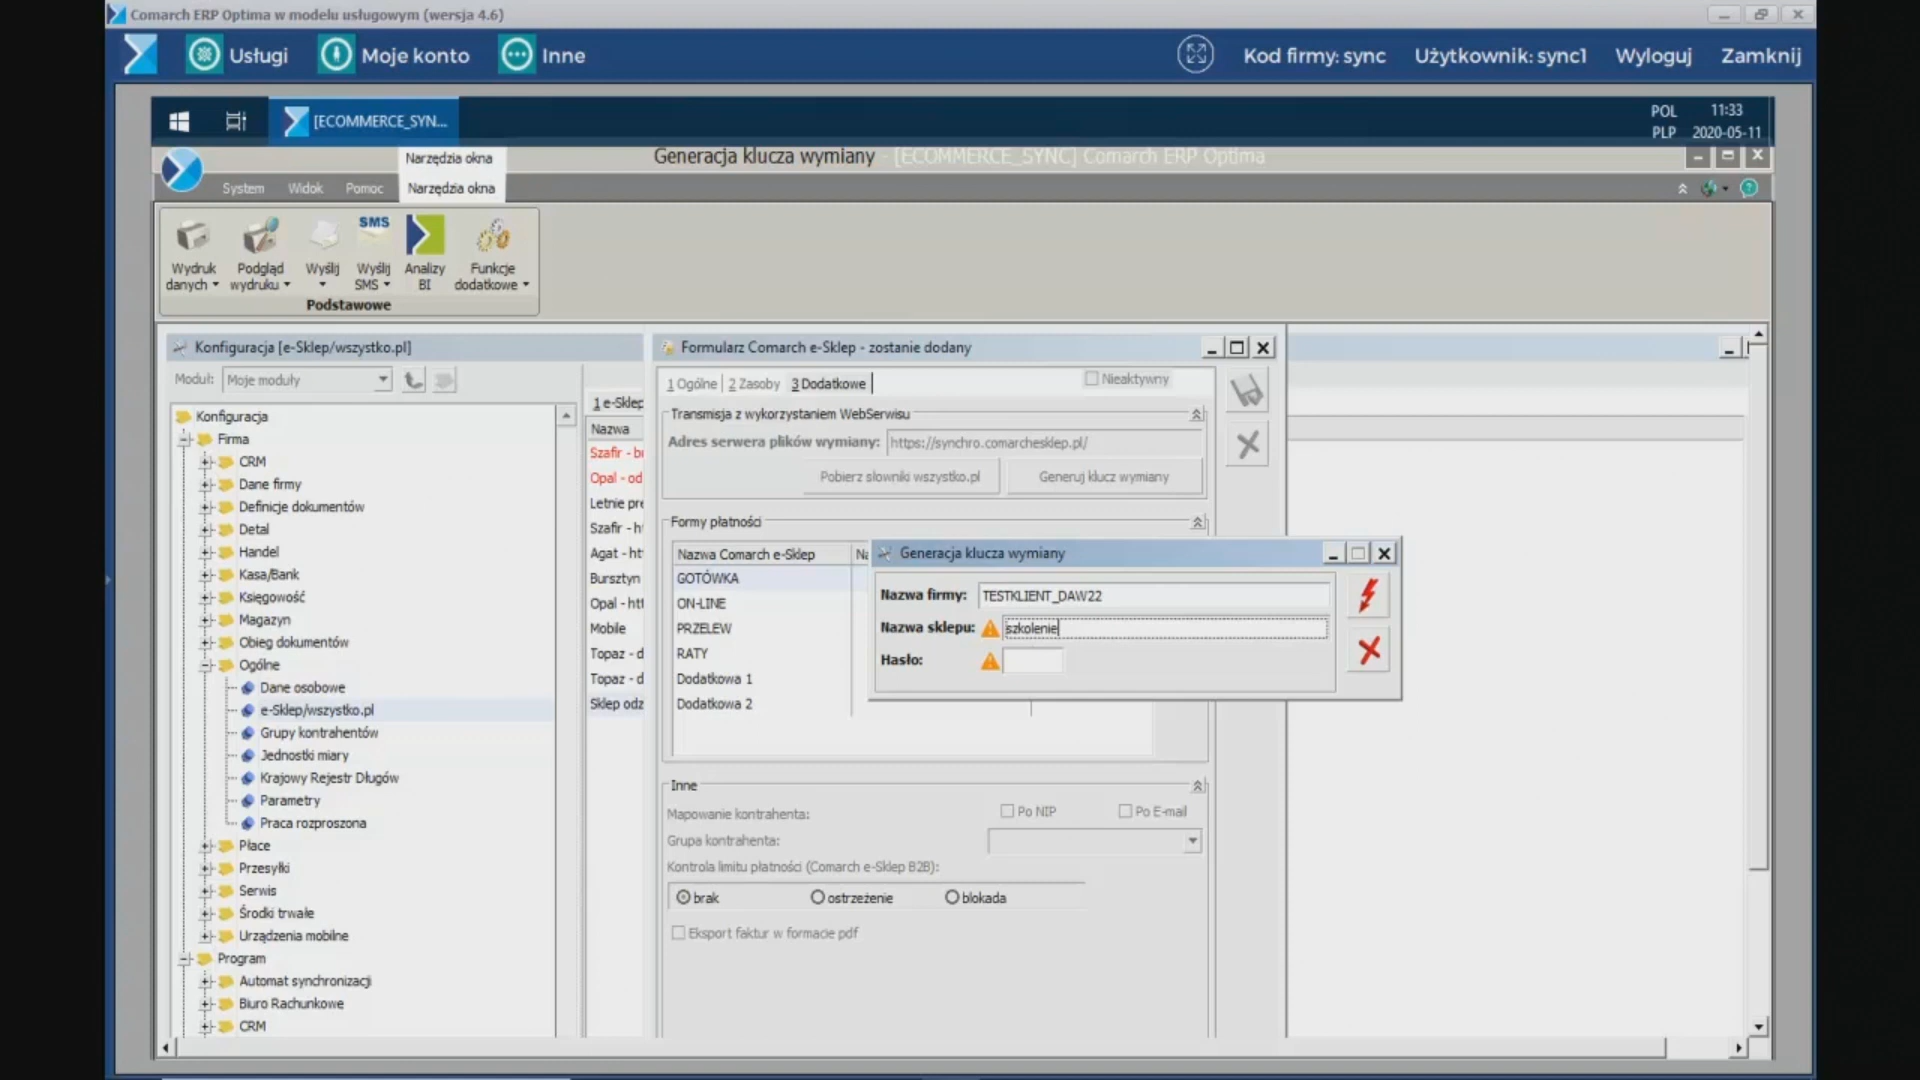 Comarch ERP Optima w modelu usługowym (wersja 4.6)
Usługi
Moje konto
Inne
Kod firmy: sync
Użytkownik: sync1
Wyloguj
Zamknij
[ECOMMERCE_SYN...
POL
PLP
11:33
2020-05-11
Narzędzia okna
Generacja klucza wymiany - [ECOMMERCE_SYNC] Comarch ERP Optima
System
Widok
Pomoc
Narzędzia okna
Wydruk danych
Podgląd wydruku
Wyślij
SMS
Wyślij SMS
Analizy BI
Funkcje dodatkowe
Podstawowe
Konfiguracja [e-Sklep/wszystko.pl]
Moduł: Moje moduły
Konfiguracja
Firma
CRM
Dane firmy
Definicje dokumentów
Detal
Handel
Kasa/Bank
Księgowość
Magazyn
Obieg dokumentów
Ogólne
Dane osobowe
e-Sklep/wszystko.pl
Grupy kontrahentów
Jednostki miary
Krajowy Rejestr Długów
Parametry
Praca rozproszona
Płace
Przesyłki
Serwis
Środki trwałe
Urządzenia mobilne
Program
Automat synchronizacji
Biuro Rachunkowe
CRM
1 e-Sklep
Nazwa
Szafir - b
Opal - od
Letnie pre
Szafir - h
Agat - ht
Bursztyn
Opal - ht
Mobile
Topaz - d
Topaz - d
Sklep odz
Formularz Comarch e-Sklep - zostanie dodany
1 Ogólne
2 Zasoby
3 Dodatkowe
Nieaktywny
Transmisja z wykorzystaniem WebSerwisu
Adres serwera plików wymiany: https://synchro.comarchesklep.pl/
Pobierz słowniki wszystko.pl
Generuj klucz wymiany
Formy płatności
Nazwa Comarch e-Sklep
Na
GOTÓWKA
ON-LINE
PRZELEW
RATY
Dodatkowa 1
Dodatkowa 2
Generacja klucza wymiany
Nazwa firmy: TESTKLIENT_DAW22
Nazwa sklepu: szkolenie
Hasło:
Inne
Mapowanie kontrahenta:
Po NIP
Po E-mail
Grupa kontrahenta:
Kontrola limitu płatności (Comarch e-Sklep B2B):
brak
ostrzeżenie
blokada
Eksport faktur w formacie pdf